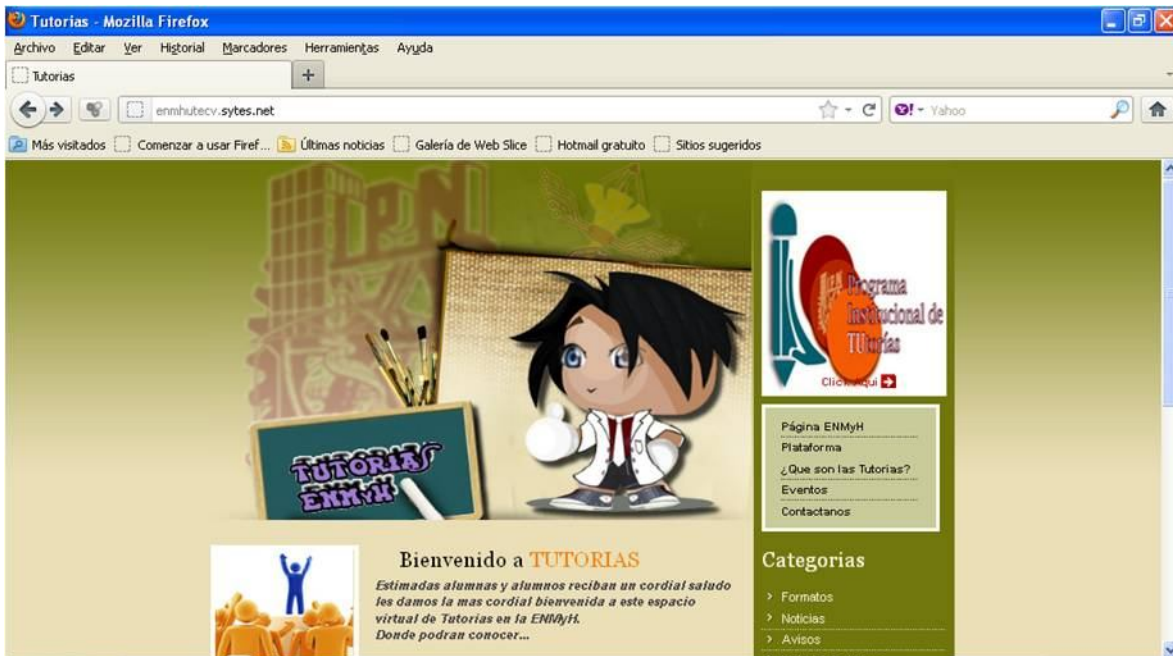 Tutorias - Mozilla Firefox
Archivo Editar Ver Historial Marcadores Herramientas Ayuda
Tutorias
enmhutecv.sytes.net
Yahoo
Más visitados Comenzar a usar Firef... Últimas noticias Galería de Web Slice Hotmail gratuito Sitios sugeridos
IPN
TUTORIAS
ENMyH
Programa
Institucional de
TUtorías
Click Aqui
Página ENMyH
Plataforma
¿Que son las Tutorias?
Eventos
Contactanos
Bienvenido a TUTORIAS
Estimadas alumnas y alumnos reciban un cordial saludo
les damos la mas cordial bienvenida a este espacio
virtual de Tutorias en la ENMyH.
Donde podran conocer...
Categorias
Formatos
Noticias
Avisos